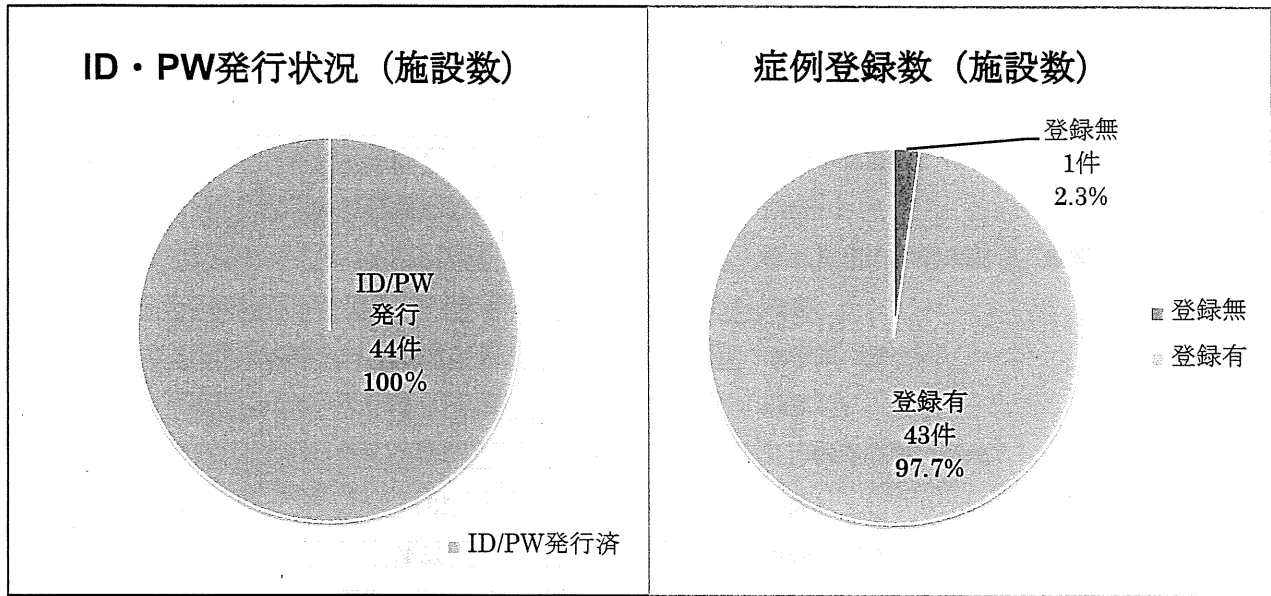 ID・PW発行状況（施設数）
ID/PW
発行
44件
100%
ID/PW発行済
症例登録数（施設数）
登録無
1件
2.3%
登録有
43件
97.7%
登録無
登録有